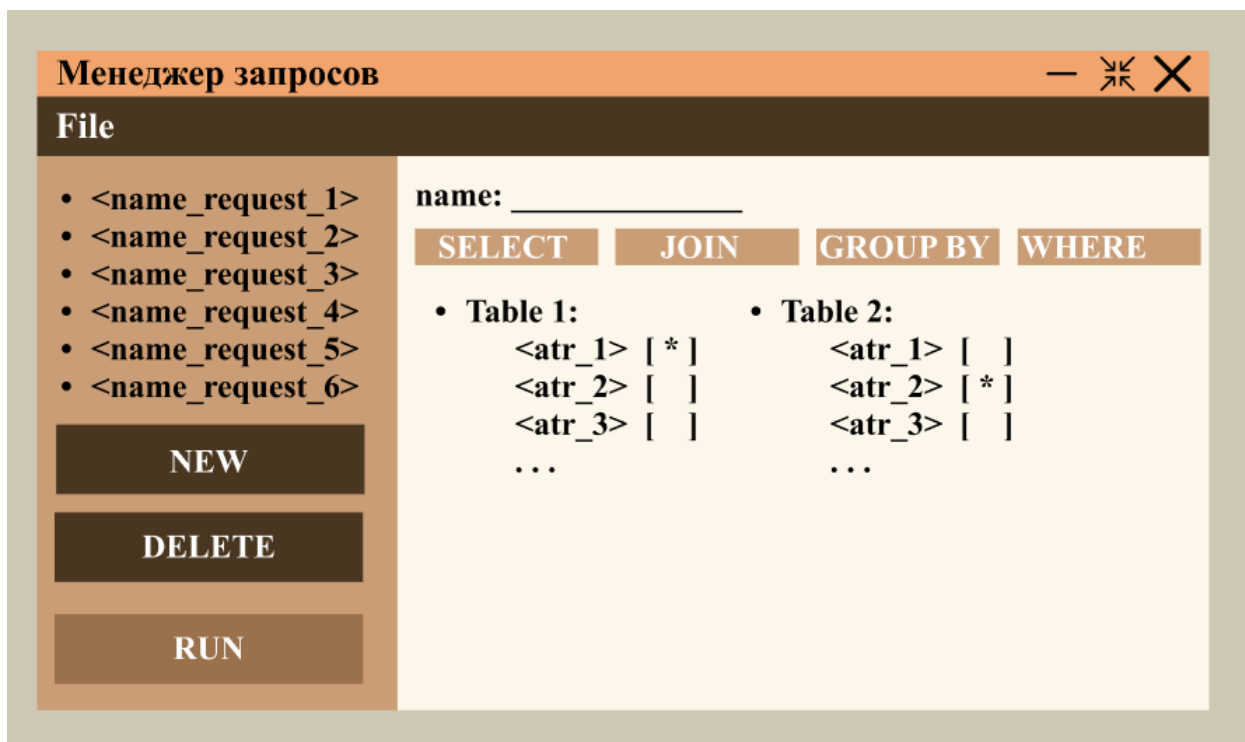 Менеджер запросов
File
• <name_request_1>
• <name_request_2>
• <name_request_3>
• <name_request_4>
• <name_request_5>
• <name_request_6>
NEW
DELETE
RUN
name: ______________
SELECT JOIN GROUP BY WHERE
• Table 1:
<atr_1> [ * ]
<atr_2> [ ]
<atr_3> [ ]
. . .
• Table 2:
<atr_1> [ ]
<atr_2> [ * ]
<atr_3> [ ]
. . .